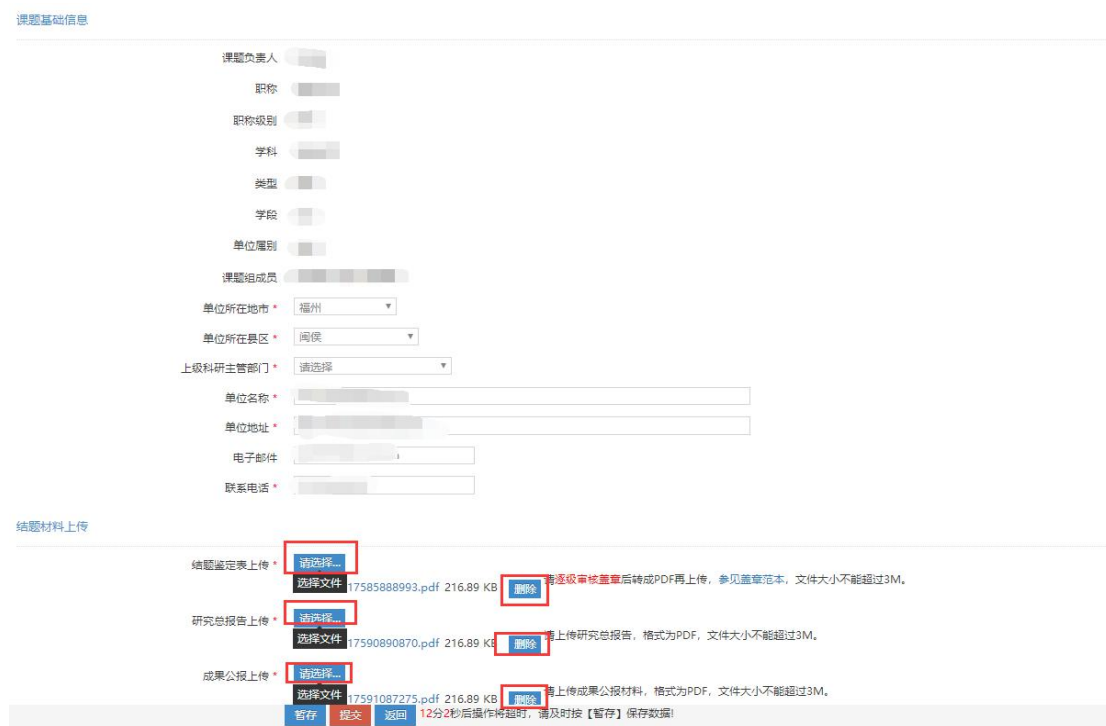 课题基础信息
课题负责人
职称
职称级别
学科
类型
学段
单位属别
课题组成员
单位所在地市 * 福州
单位所在县区 * 闽侯
上级科研主管部门 * 请选择
单位名称 *
单位地址 *
电子邮件
联系电话 *
结题材料上传
结题鉴定表上传 * 请选择...
选择文件 17585888993.pdf 216.89 KB 删除 请逐级审核盖章后转成PDF再上传，参见盖章范本，文件大小不能超过3M。
研究总报告上传 * 请选择...
选择文件 17590890870.pdf 216.89 KB 删除 请上传研究总报告，格式为PDF，文件大小不能超过3M。
成果公报上传 * 请选择...
选择文件 17591087275.pdf 216.89 KB 删除 请上传成果公报材料，格式为PDF，文件大小不能超过3M。
暂存 提交 返回 12分2秒后操作将超时，请及时按【暂存】保存数据!